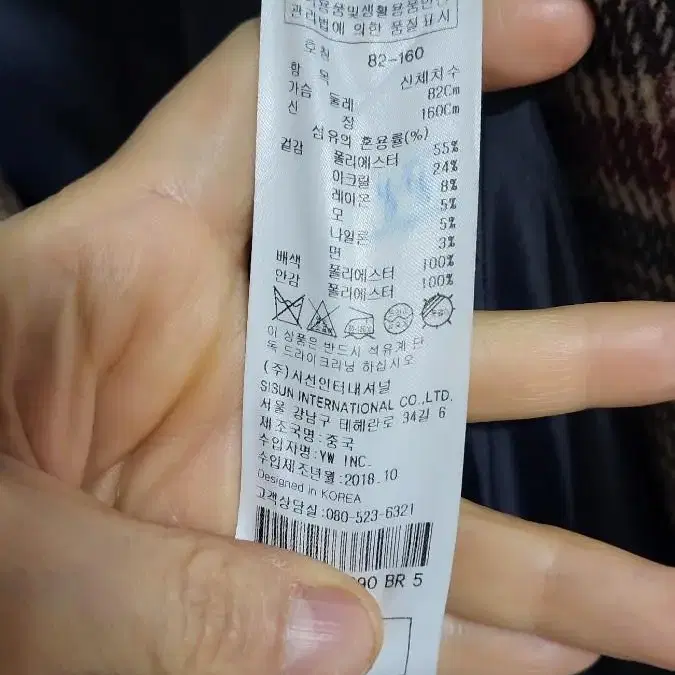 관리법에 의한 품질표시
호칭 82-160
항 목 신체치수
가슴 둘레 82Cm
신 장 160Cm
섬유의 혼용률(%)
겉감 폴리에스터 55%
아크릴 24%
레이온 8%
모 5%
나일론 5%
면 3%
배색 폴리에스터 100%
안감 폴리에스터 100%
이 상품은 반드시 석유계 단
독 드라이크리닝 하십시오
(주)시선인터내셔널
SISUN INTERNATIONAL CO.,LTD.
서울 강남구 테헤란로 34길 6
제조국명:중국
수입자명:YW INC.
수입제조년월:2018.10
Designed in KOREA
고객상담실:080-523-6321
90 BR 5